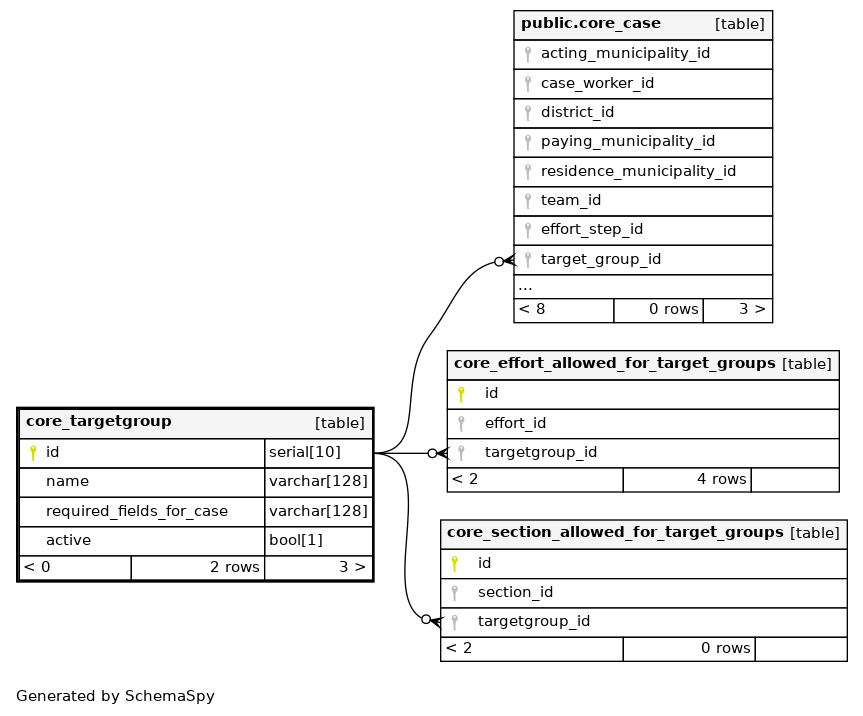 public.core_case [table]
acting_municipality_id
case_worker_id
district_id
paying_municipality_id
residence_municipality_id
team_id
effort_step_id
target_group_id
...
< 8 0 rows 3 >
core_effort_allowed_for_target_groups [table]
id
effort_id
targetgroup_id
< 2 4 rows
core_targetgroup [table]
id serial[10]
name varchar[128]
required_fields_for_case varchar[128]
active bool[1]
< 0 2 rows 3 >
core_section_allowed_for_target_groups [table]
id
section_id
targetgroup_id
< 2 0 rows
Generated by SchemaSpy